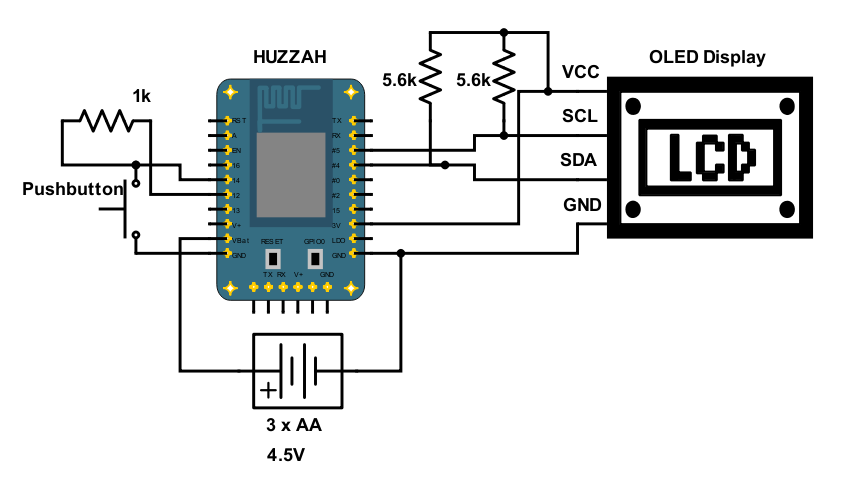 HUZZAH
OLED Display
1k
5.6k
5.6k
VCC
SCL
SDA
GND
LCD
Pushbutton
RST
A
EN
16
14
12
13
V+
VBat
GND
TX
RX
#5
#4
#0
#2
15
3V
LDO
GND
RESET
GPIO0
TX RX V+ GND
+
3 x AA
4.5V